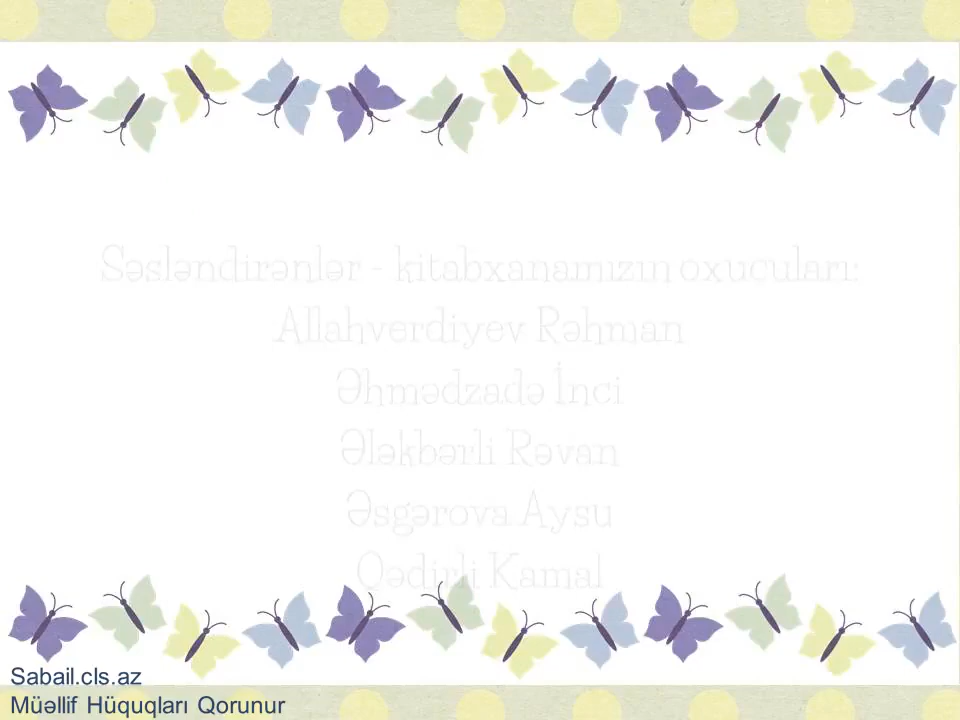 Səsləndirənlər - kitabxanamızın oxucuları:
Allahverdiyev Rəhman
Əhmədzadə İnci
Ələkbərli Rəvan
Əsgərova Aysu
Qədirli Kamal
Sabail.cls.az
Müəllif Hüquqları Qorunur